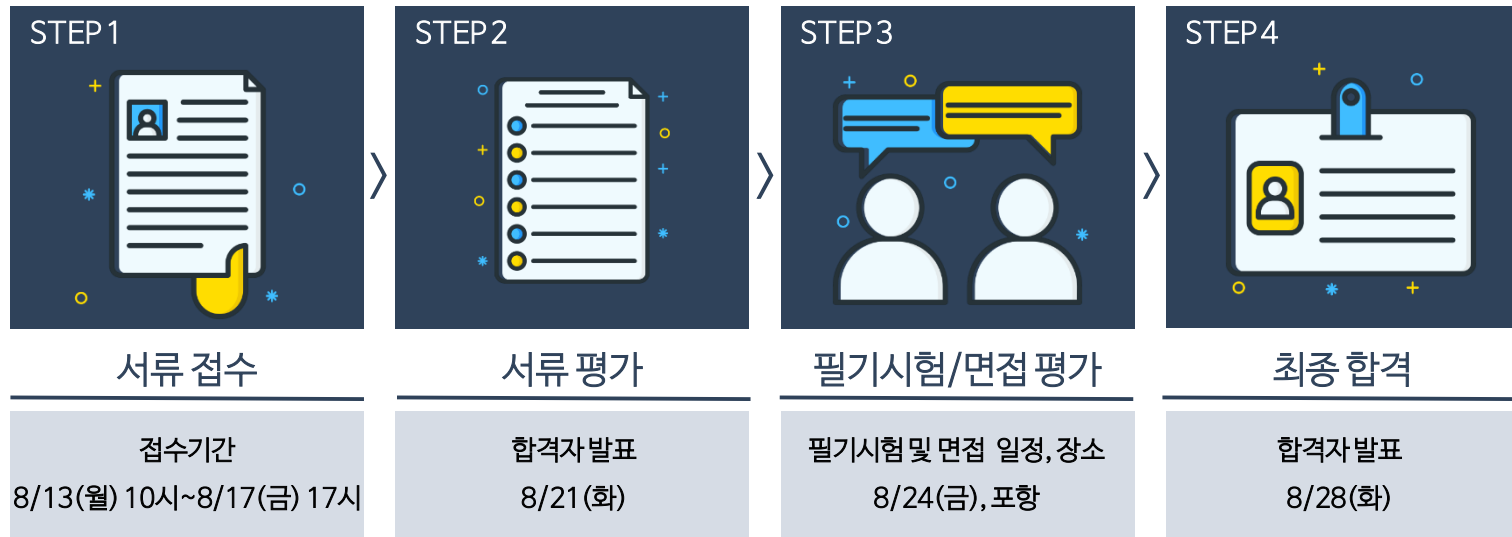 STEP 1
STEP 2
STEP 3
STEP 4
서류 접수
서류 평가
필기시험/면접 평가
최종 합격
접수기간
8/13(월) 10시~8/17(금) 17시
합격자 발표
8/21(화)
필기시험 및 면접 일정, 장소
8/24(금), 포항
합격자 발표
8/28(화)